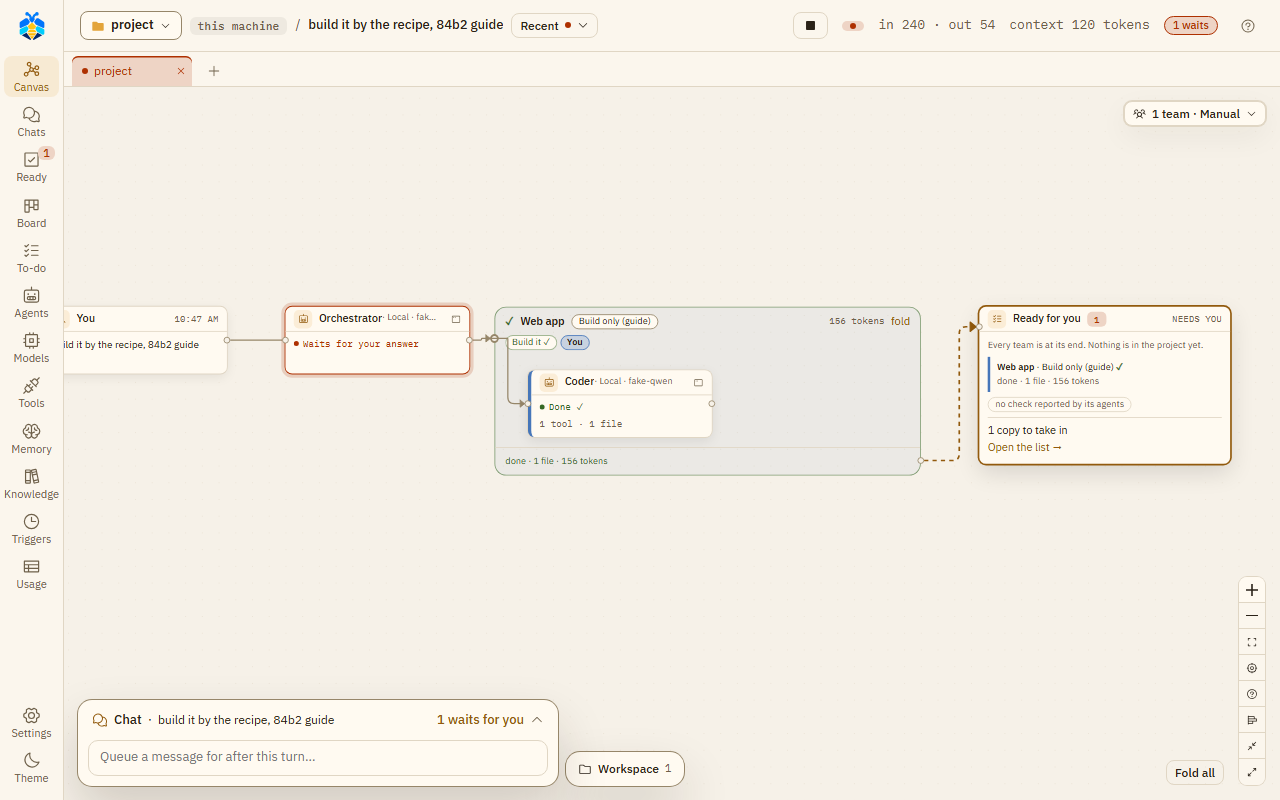 project
this machine
/
build it by the recipe, 84b2 guide
Recent
in 240 · out 54
context 120 tokens
1 waits
Canvas
Chats
Ready
1
Board
To-do
Agents
Models
Tools
Memory
Knowledge
Triggers
Usage
Settings
Theme
project
1 team · Manual
You
10:47 AM
ild it by the recipe, 84b2 guide
Orchestrator · Local · fak...
Waits for your answer
✓ Web app
Build only (guide)
156 tokens
fold
Build it ✓
You
Coder · Local · fake-qwen
Done ✓
1 tool · 1 file
done · 1 file · 156 tokens
Ready for you
1
NEEDS YOU
Every team is at its end. Nothing is in the project yet.
Web app · Build only (guide) ✓
done · 1 file · 156 tokens
no check reported by its agents
1 copy to take in
Open the list →
Chat · build it by the recipe, 84b2 guide
1 waits for you
Queue a message for after this turn...
Workspace 1
Fold all